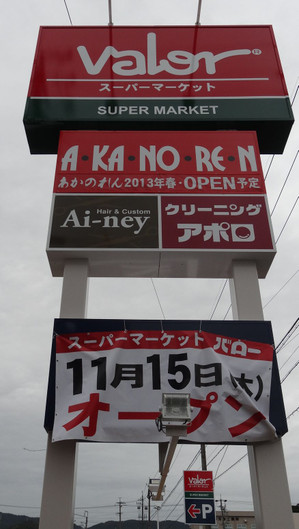 valor®
スーパーマーケット
SUPER MARKET
A・KA・NO・RE・N
あかのれん2013年春・OPEN予定
Hair & Custom
Ai-ney
クリーニング
アポロ
スーパーマーケット バロー
11月15日(木)
オープン
valor
P